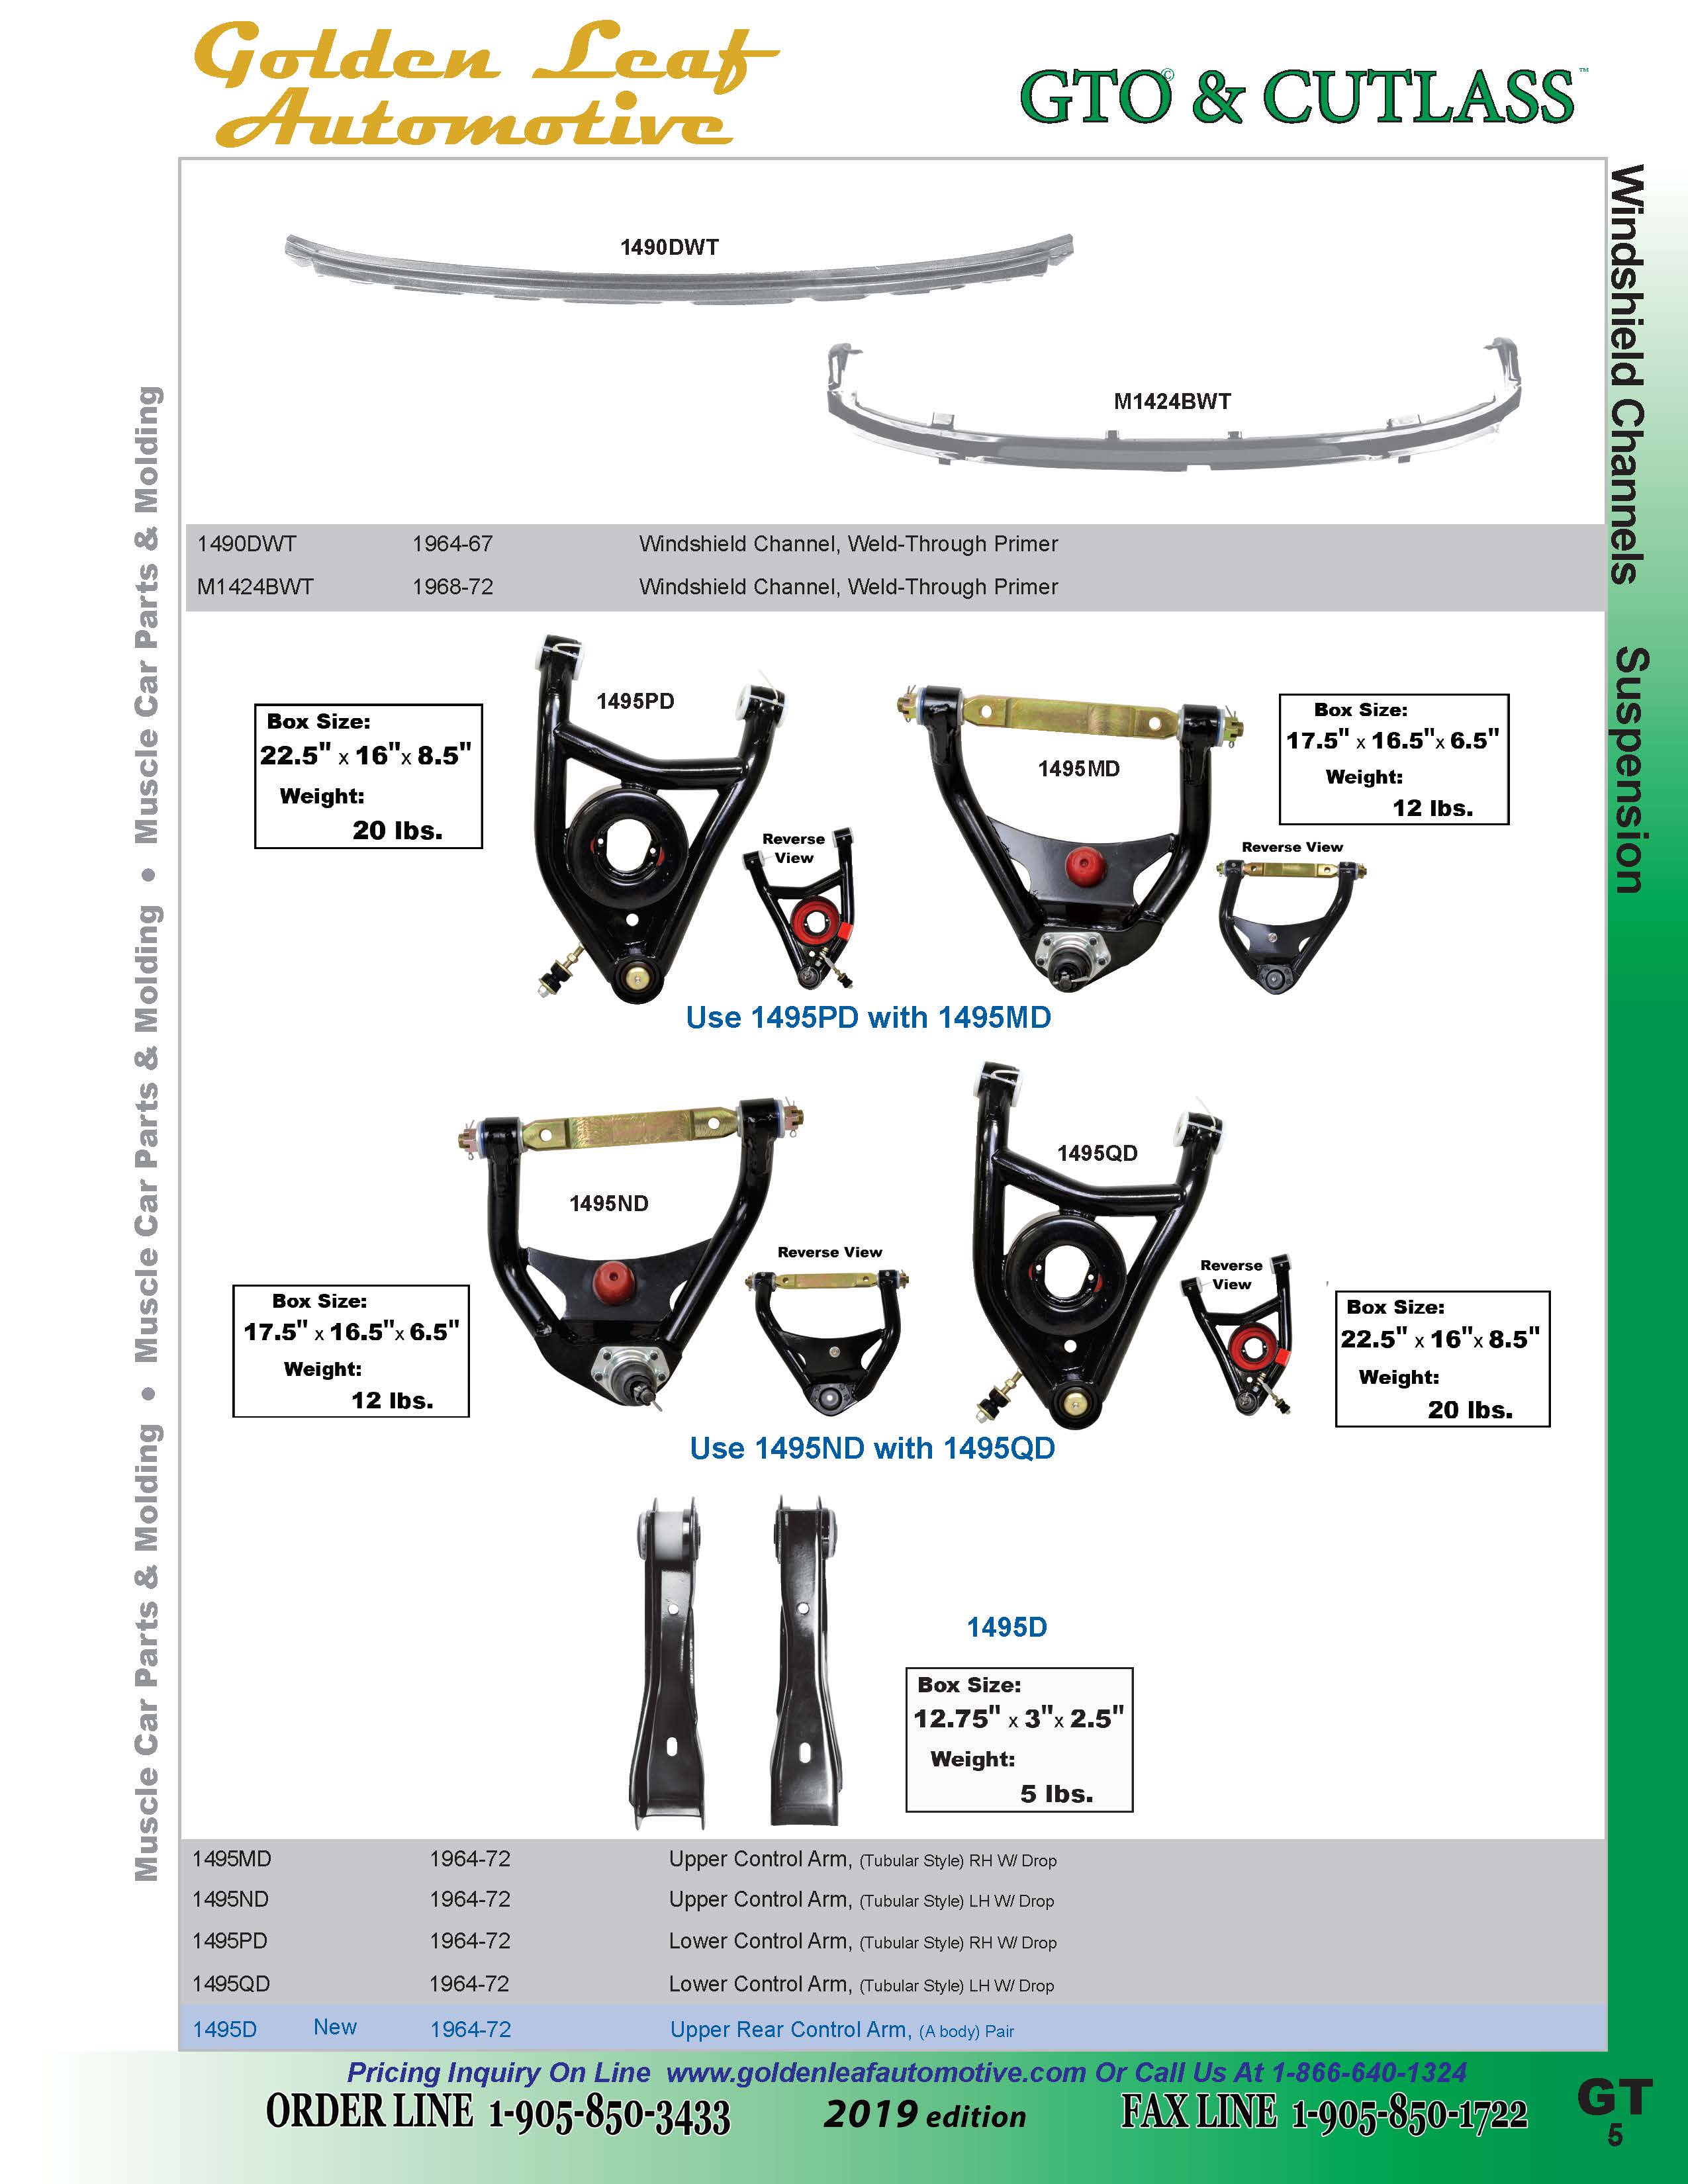 Golden Leaf
Automotive
GTO© & CUTLASS™
Windshield Channels
Suspension
Muscle Car Parts & Molding • Muscle Car Parts & Molding • Muscle Car Parts & Molding
1490DWT
M1424BWT
1490DWT 1964-67 Windshield Channel, Weld-Through Primer
M1424BWT 1968-72 Windshield Channel, Weld-Through Primer
Box Size:
22.5" x 16"x 8.5"
Weight:
20 lbs.
1495PD
Reverse
View
1495MD
Box Size:
17.5" x 16.5"x 6.5"
Weight:
12 lbs.
Reverse View
Use 1495PD with 1495MD
1495ND
Reverse View
Box Size:
17.5" x 16.5"x 6.5"
Weight:
12 lbs.
1495QD
Reverse
View
Box Size:
22.5" x 16"x 8.5"
Weight:
20 lbs.
Use 1495ND with 1495QD
1495D
Box Size:
12.75" x 3"x 2.5"
Weight:
5 lbs.
1495MD 1964-72 Upper Control Arm, (Tubular Style) RH W/ Drop
1495ND 1964-72 Upper Control Arm, (Tubular Style) LH W/ Drop
1495PD 1964-72 Lower Control Arm, (Tubular Style) RH W/ Drop
1495QD 1964-72 Lower Control Arm, (Tubular Style) LH W/ Drop
1495D New 1964-72 Upper Rear Control Arm, (A body) Pair
Pricing Inquiry On Line www.goldenleafautomotive.com Or Call Us At 1-866-640-1324
ORDER LINE 1-905-850-3433 2019 edition FAX LINE 1-905-850-1722
GT
5